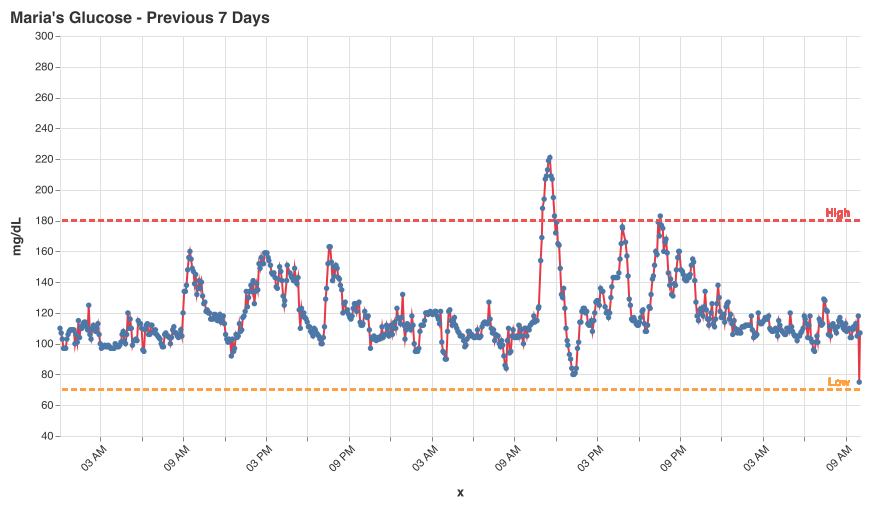 Maria's Glucose - Previous 7 Days
300
280
260
240
220
200
180
160
140
120
100
80
60
40
mg/dL
High
Low
03 AM
09 AM
03 PM
09 PM
03 AM
09 AM
03 PM
09 PM
03 AM
09 AM
x